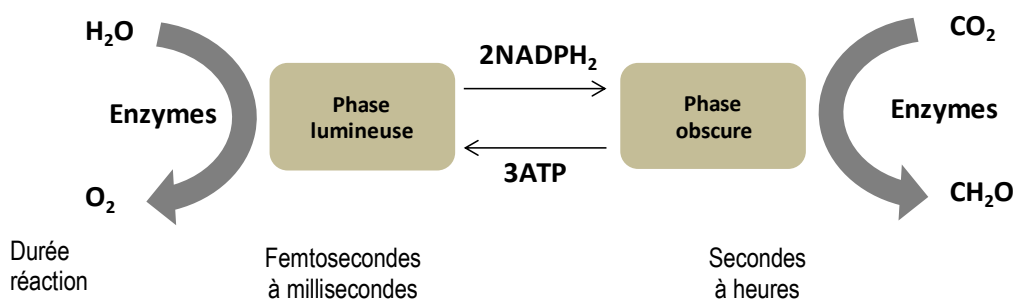 H₂O
CO₂
2NADPH₂
Enzymes
Phase
lumineuse
Phase
obscure
Enzymes
3ATP
O₂
CH₂O
Durée
réaction
Femtosecondes
à millisecondes
Secondes
à heures